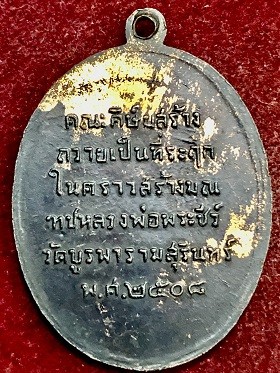 คณะศิษย์สร้าง
ถวายเป็นที่ระฤก
ในคราวสร้างมณ
ฑปหลวงพ่อพระชีร์
วัดบูรพารามสุรินทร์
พ.ศ.๒๕๐๘